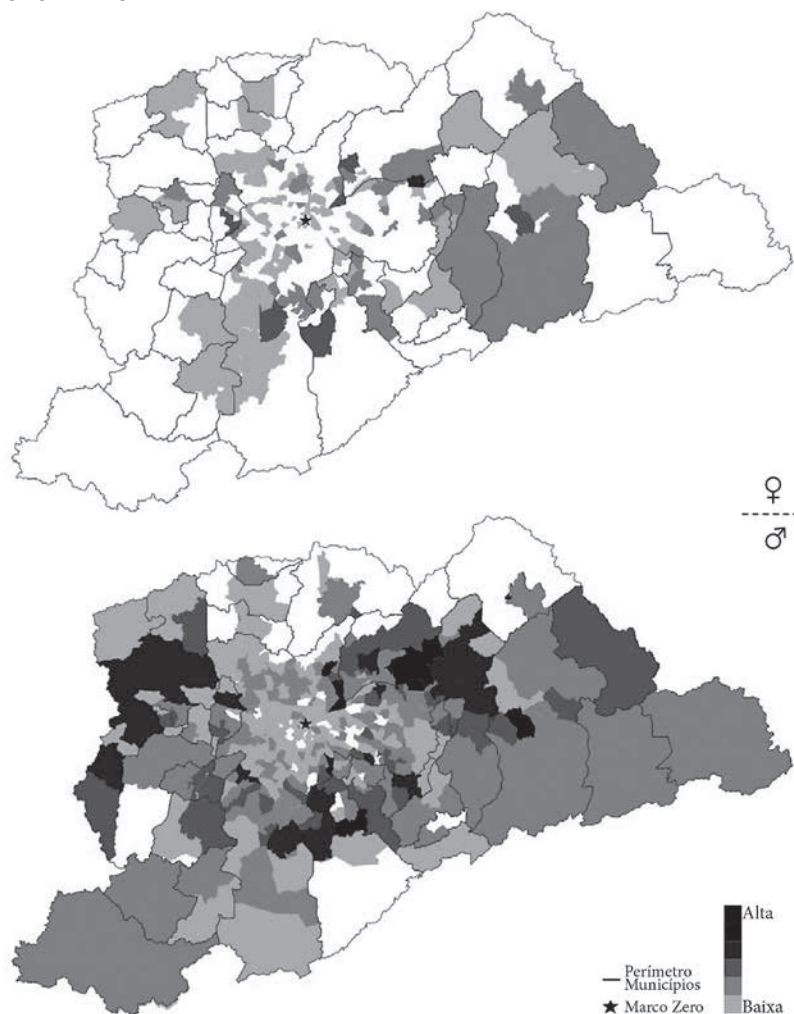 ♀
♂
Alta
Perímetro
Municípios
Marco Zero
Baixa